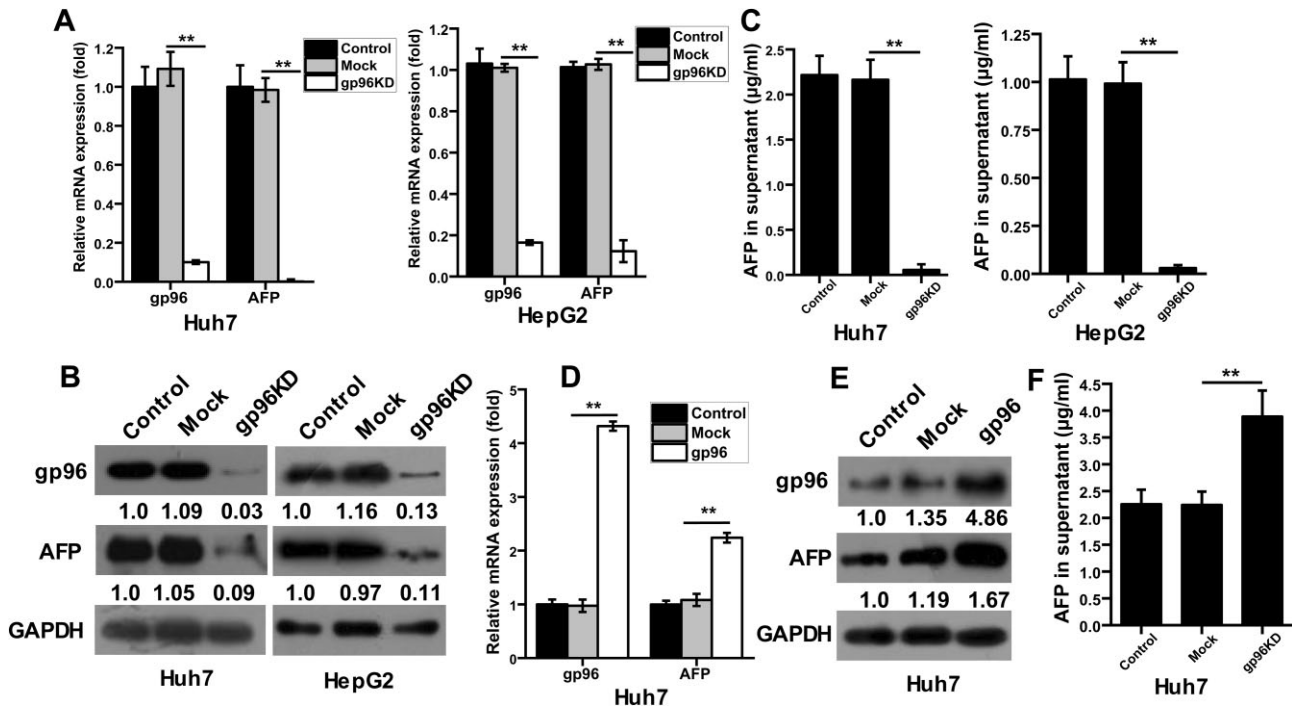 A
Relative mRNA expression (fold)
1.2
1.0
0.8
0.6
0.4
0.2
0.0
**
**
Control
Mock
gp96KD
gp96
AFP
Huh7
Relative mRNA expression (fold)
1.2
1.0
0.8
0.6
0.4
0.2
0.0
**
**
Control
Mock
gp96KD
gp96
AFP
HepG2
C
AFP in supernatant (μg/ml)
2.5
2.0
1.5
1.0
0.5
0.0
**
Control
Mock
gp96KD
Huh7
AFP in supernatant (μg/ml)
1.25
1.00
0.75
0.50
0.25
0.00
**
Control
Mock
gp96KD
HepG2
B
Control Mock gp96KD Control Mock gp96KD
gp96
1.0 1.09 0.03 1.0 1.16 0.13
AFP
1.0 1.05 0.09 1.0 0.97 0.11
GAPDH
Huh7 HepG2
D
Relative mRNA expression (fold)
5
4
3
2
1
0
**
**
Control
Mock
gp96
gp96
AFP
Huh7
E
Control Mock gp96
gp96
1.0 1.35 4.86
AFP
1.0 1.19 1.67
GAPDH
Huh7
F
AFP in supernatant (μg/ml)
4.5
4.0
3.5
3.0
2.5
2.0
1.5
1.0
0.5
0.0
**
Control
Mock
gp96KD
Huh7